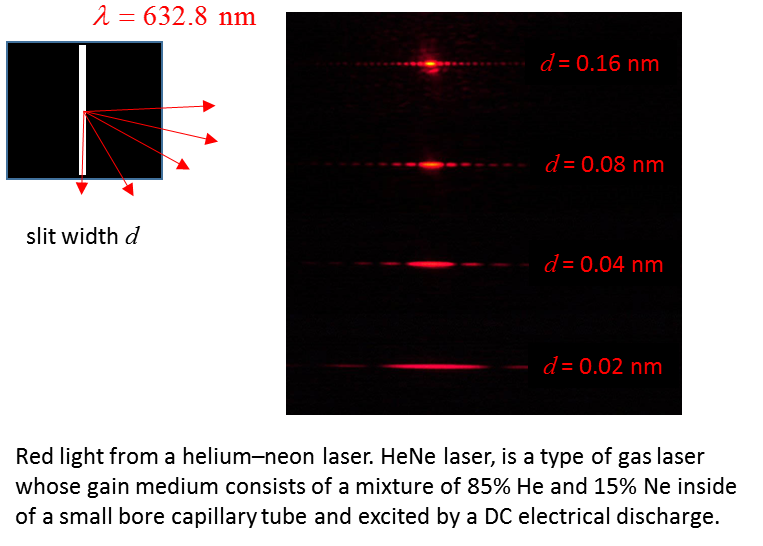 λ = 632.8 nm
slit width d
d = 0.16 nm
d = 0.08 nm
d = 0.04 nm
d = 0.02 nm
Red light from a helium–neon laser. HeNe laser, is a type of gas laser
whose gain medium consists of a mixture of 85% He and 15% Ne inside
of a small bore capillary tube and excited by a DC electrical discharge.